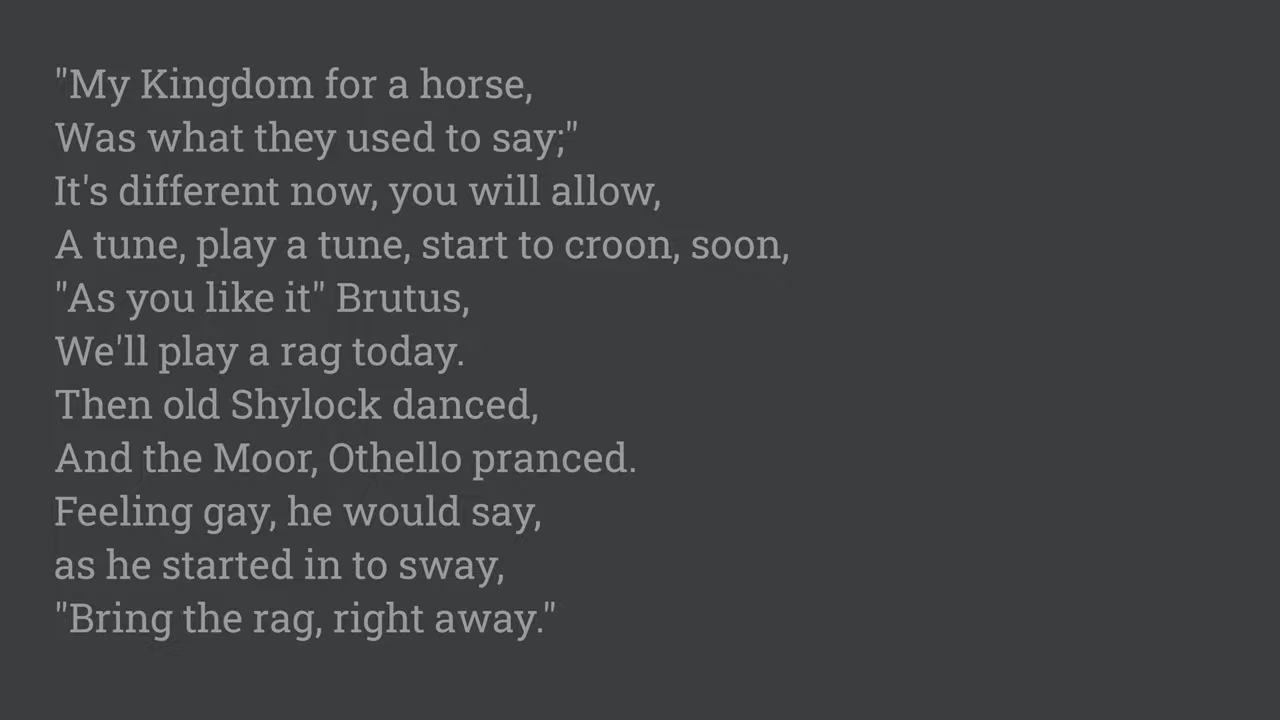 "My Kingdom for a horse,
Was what they used to say;"
It's different now, you will allow,
A tune, play a tune, start to croon, soon,
"As you like it" Brutus,
We'll play a rag today.
Then old Shylock danced,
And the Moor, Othello pranced.
Feeling gay, he would say,
as he started in to sway,
"Bring the rag, right away."